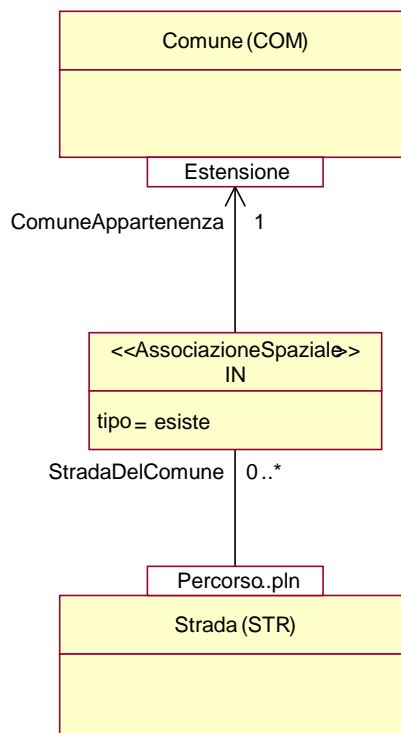 Comune (COM)
Estensione
ComuneAppartenenza 1
<<AssociazioneSpaziale>>
IN
tipo = esiste
StradaDelComune 0..*
Percorso..pln
Strada (STR)